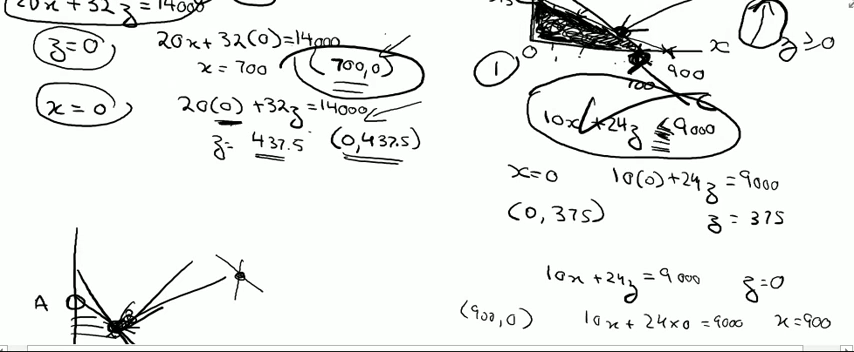 20x + 32z = 14000
z=0
20x + 32(0) = 14000
x = 700
(700,0)
x = 0
20(0) + 32z = 14000
z = 437.5
(0,437.5)
A
B
0
x
z ≥ 0
1
700
900
10x + 24z ≤ 9000
x=0
10(0) + 24z = 9000
(0, 375)
z = 375
10x + 24z = 9000
z=0
(900,0)
10x + 24x0 = 9000
x = 900